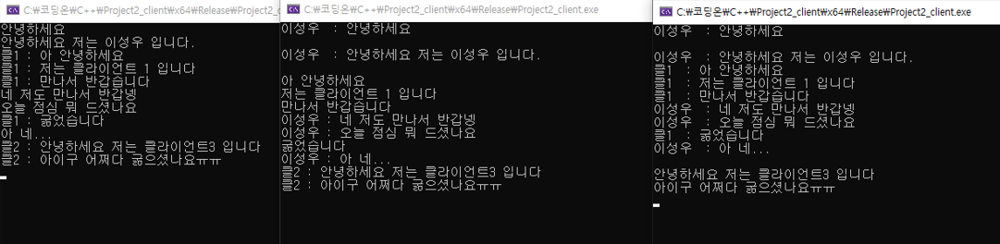 C:\코딩온\C++\Project2_client\x64\Release\Project2_c
안녕하세요
안녕하세요 저는 이성우 입니다.
클1 : 아 안녕하세요
클1 : 저는 클라이언트 1 입니다
클1 : 만나서 반갑습니다
네 저도 만나서 반갑넹
오늘 점심 뭐 드셨나요
클1 : 굶었습니다
아 네...
클2 : 안녕하세요 저는 클라이언트3 입니다
클2 : 아이구 어쩌다 굶으셨나요ㅠㅠ
C:\코딩온\C++\Project2_client\x64\Release\Project2_client.exe
이성우 : 안녕하세요
이성우 : 안녕하세요 저는 이성우 입니다.
아 안녕하세요
저는 클라이언트 1 입니다
만나서 반갑습니다
이성우 : 네 저도 만나서 반갑넹
이성우 : 오늘 점심 뭐 드셨나요
굶었습니다
이성우 : 아 네...
클2 : 안녕하세요 저는 클라이언트3 입니다
클2 : 아이구 어쩌다 굶으셨나요ㅠㅠ
C:\코딩온\C++\Project2_client\x64\Release\Project2_client.exe
이성우 : 안녕하세요
이성우 : 안녕하세요 저는 이성우 입니다.
클1 : 아 안녕하세요
클1 : 저는 클라이언트 1 입니다
클1 : 만나서 반갑습니다
이성우 : 네 저도 만나서 반갑넹
이성우 : 오늘 점심 뭐 드셨나요
클1 : 굶었습니다
이성우 : 아 네...
안녕하세요 저는 클라이언트3 입니다
아이구 어쩌다 굶으셨나요ㅠㅠ